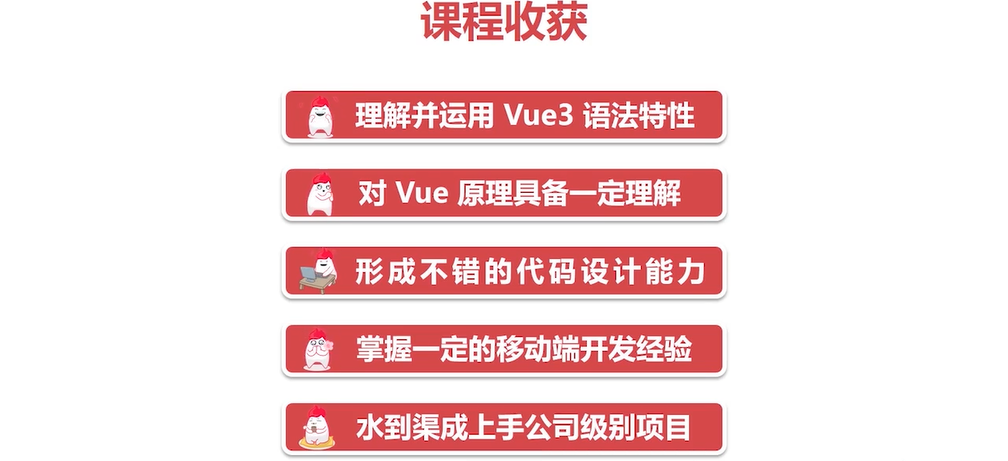 课程收获
理解并运用 Vue3 语法特性
对 Vue 原理具备一定理解
形成不错的代码设计能力
掌握一定的移动端开发经验
水到渠成上手公司级别项目